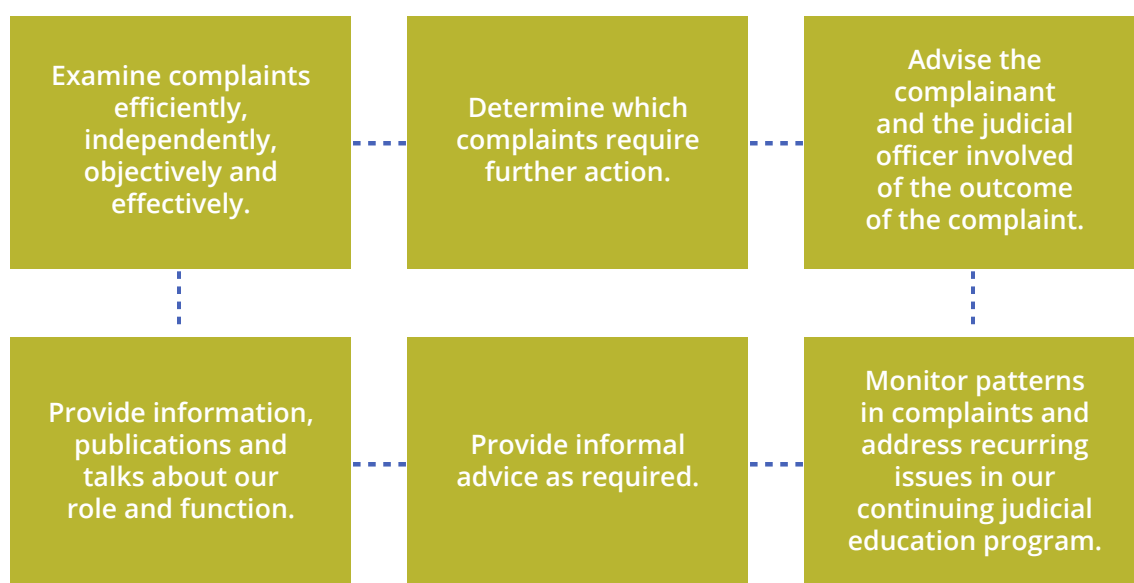 Examine complaints
efficiently,
independently,
objectively and
effectively.
Determine which
complaints require
further action.
Advise the
complainant
and the judicial
officer involved
of the outcome
of the complaint.
Provide information,
publications and
talks about our
role and function.
Provide informal
advice as required.
Monitor patterns
in complaints and
address recurring
issues in our
continuing judicial
education program.